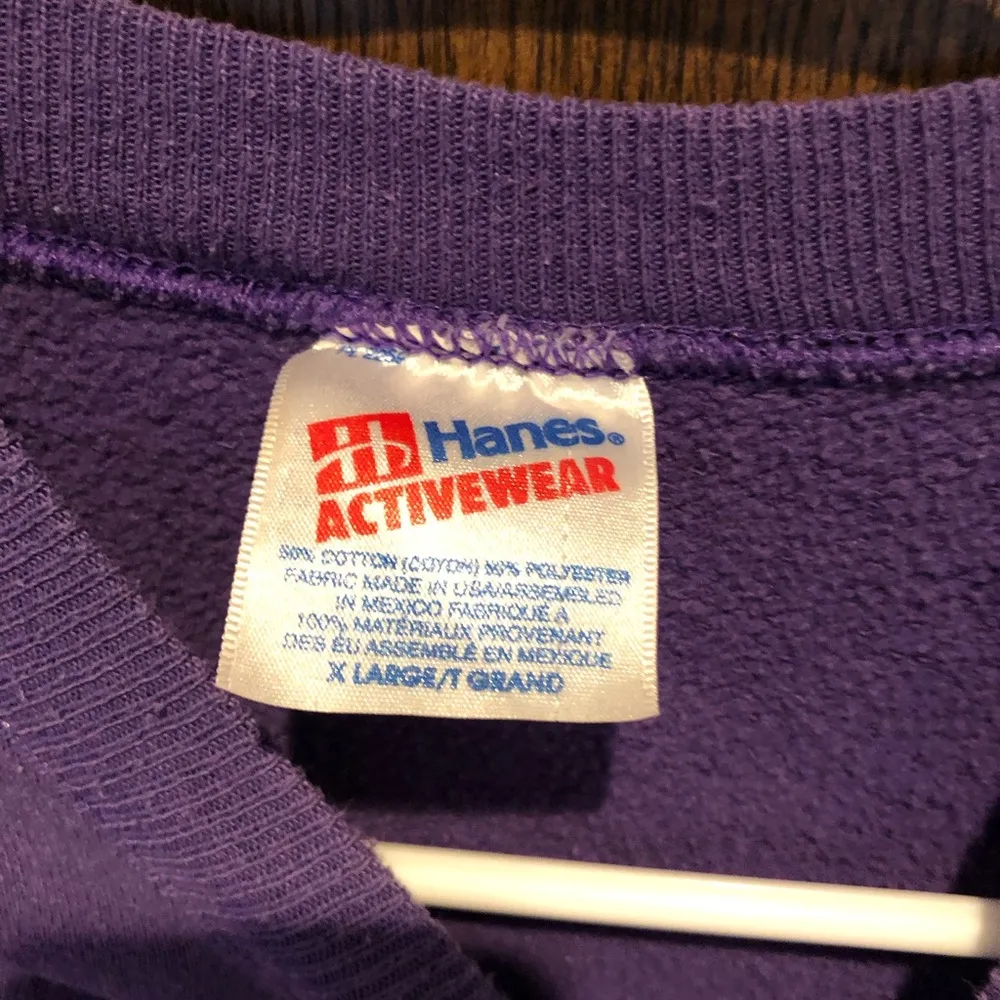 Hanes®
ACTIVEWEAR
50% COTTON (COTON) 50% POLYESTER
FABRIC MADE IN USA/ASSEMBLED
IN MEXICO FABRIQUÉ À
100% MATÉRIAUX PROVENANT
DES ÉU ASSEMBLÉ EN MEXIQUE
X LARGE/T GRAND